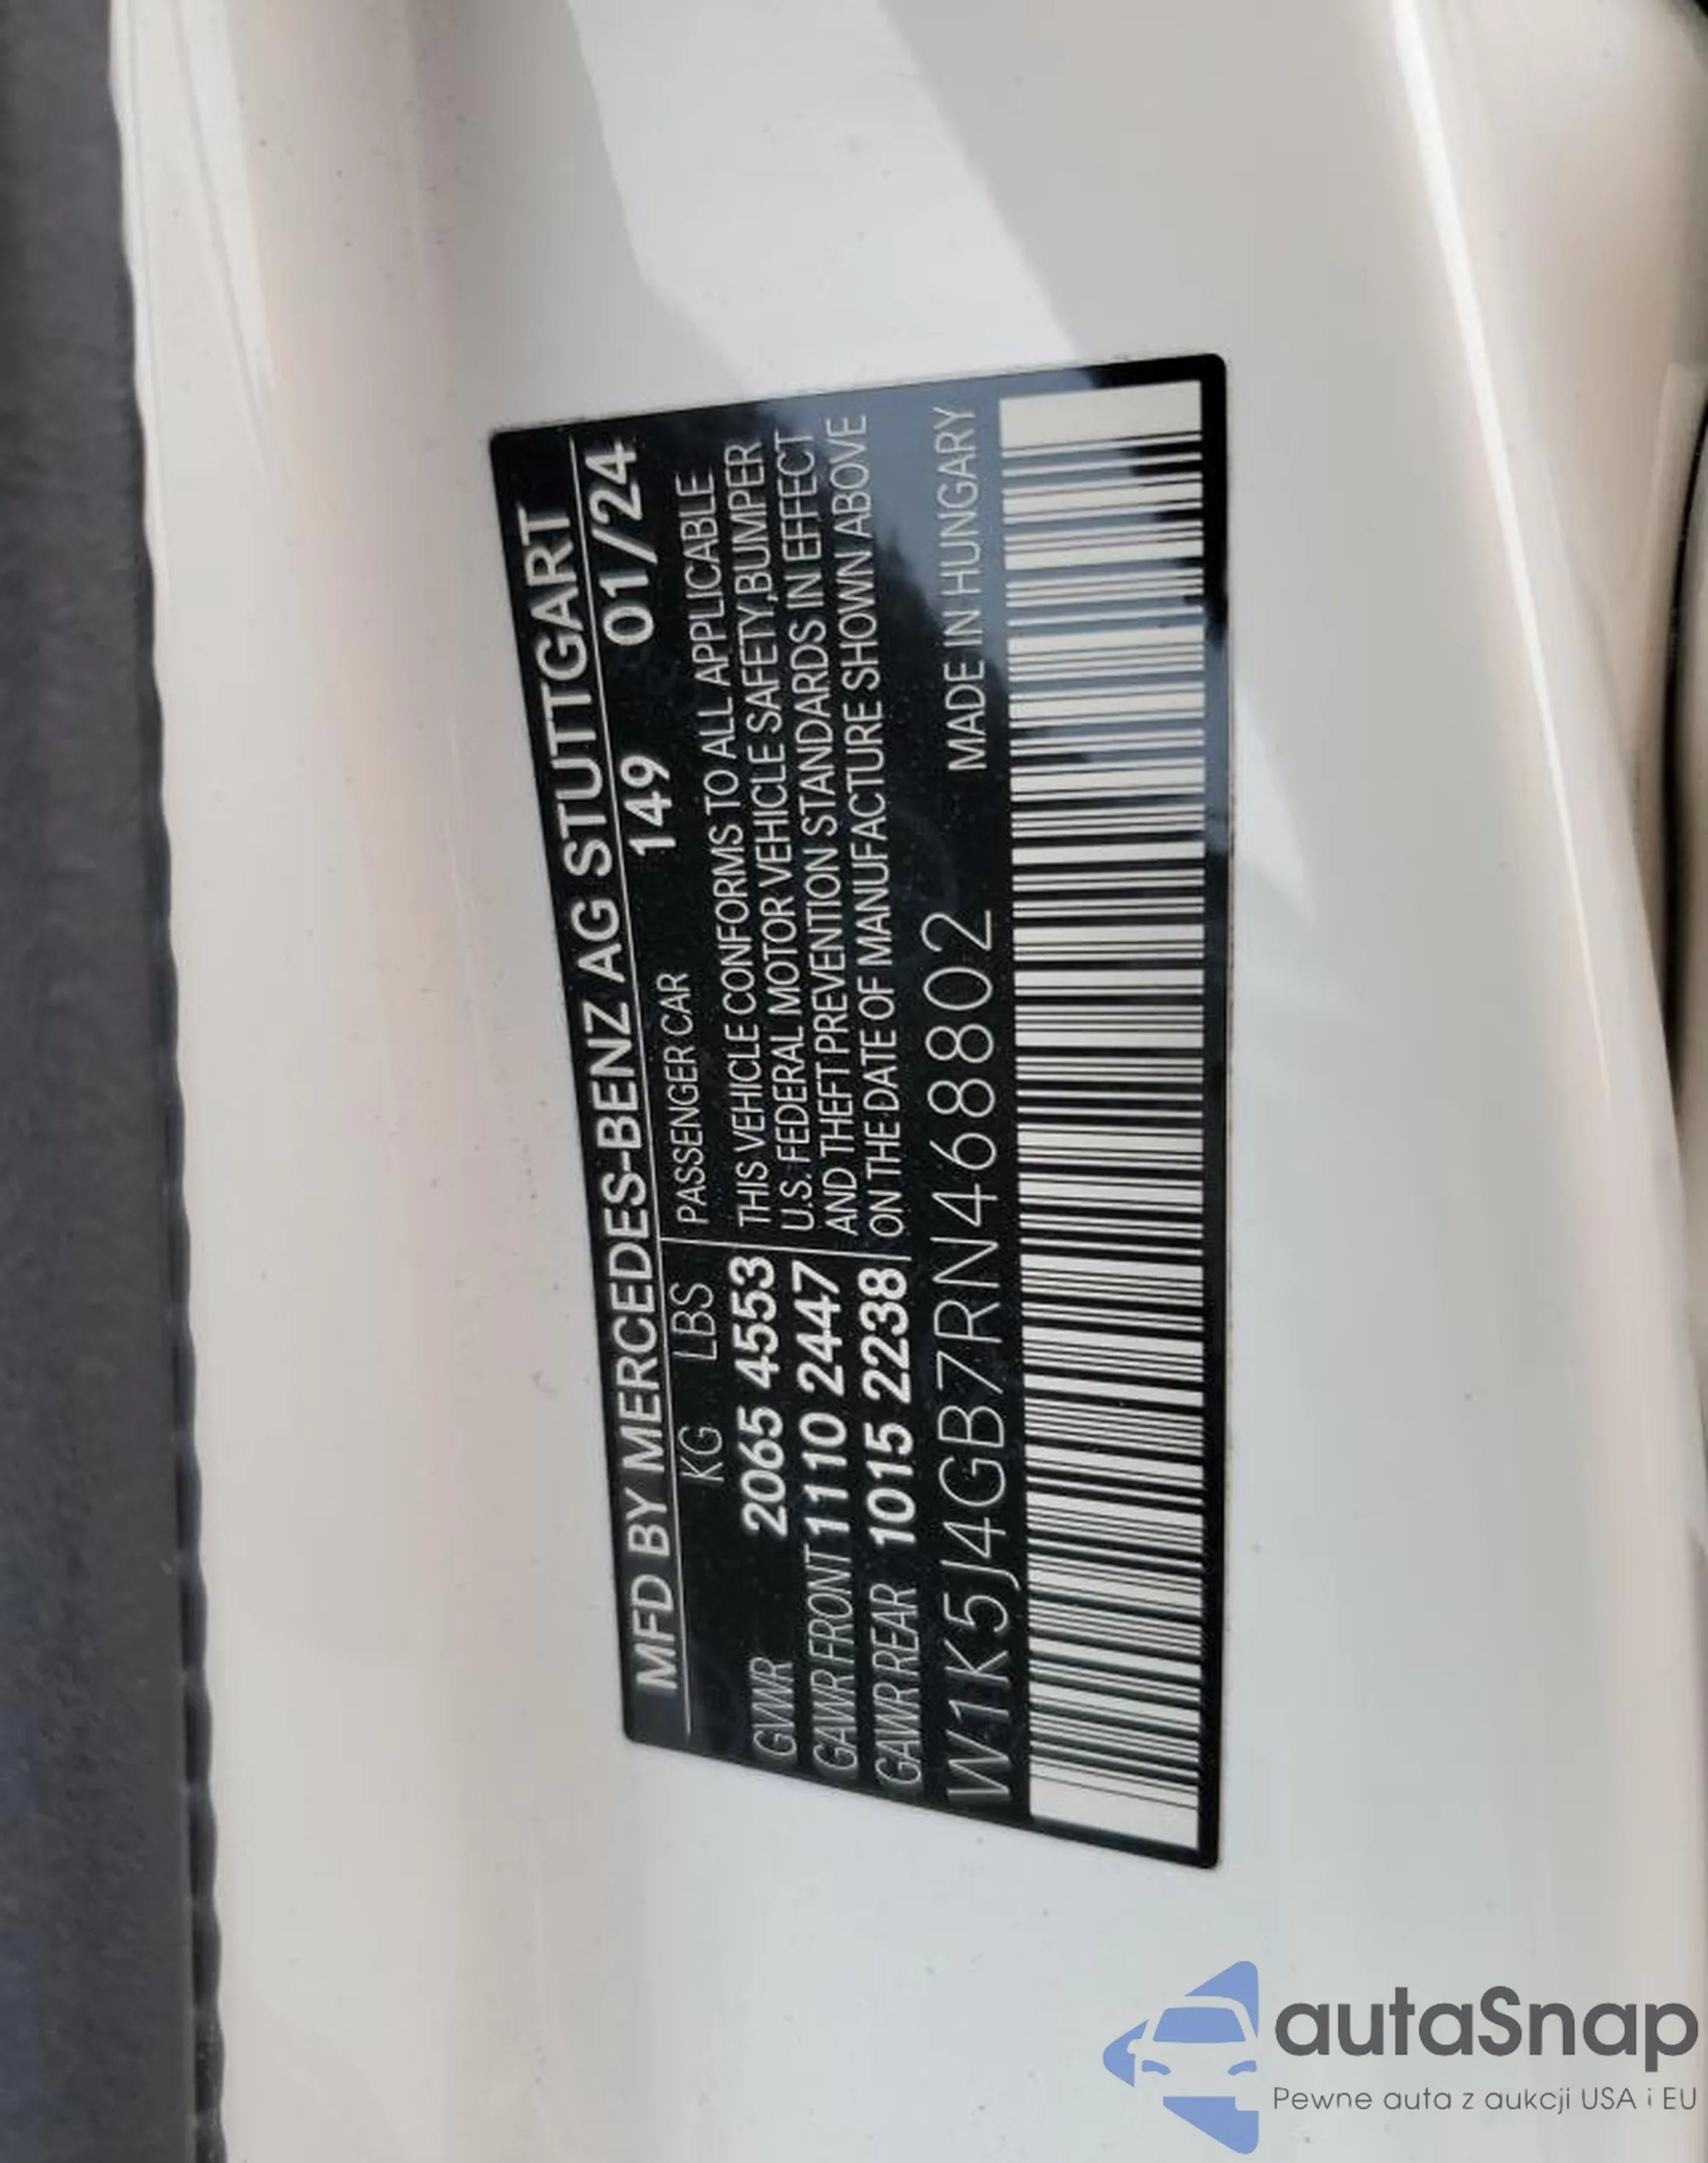 MFD BY MERCEDES-BENZ AG STUTTGART
149 01/24
KG LBS PASSENGER CAR
GVWR 2065 4553 THIS VEHICLE CONFORMS TO ALL APPLICABLE
GAWR FRONT 1110 2447 U.S. FEDERAL MOTOR VEHICLE SAFETY, BUMPER
GAWR REAR 1015 2238 AND THEFT PREVENTION STANDARDS IN EFFECT
ON THE DATE OF MANUFACTURE SHOWN ABOVE
W1K5J4GB7RN468802 MADE IN HUNGARY
autaSnap
Pewne auta z aukcji USA i EU